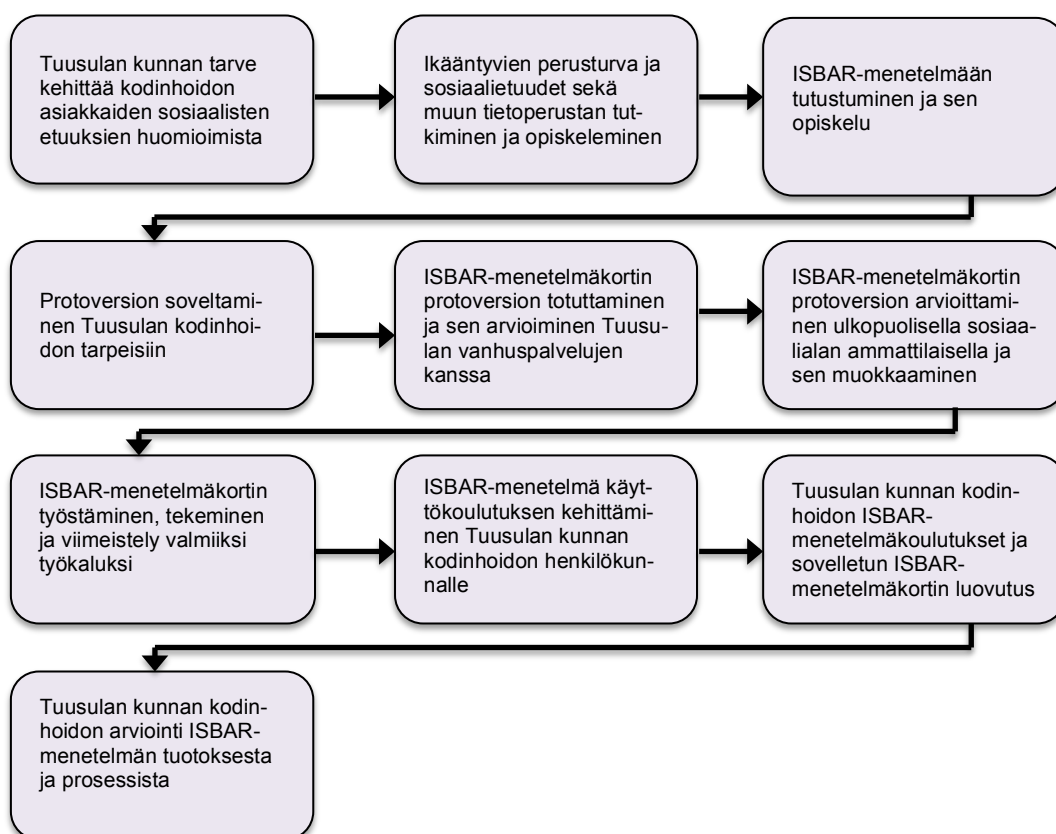 Tuusulan kunnan tarve
kehittää kodinhoidon
asiakkaiden sosiaalisten
etuuksien huomioimista
Ikääntyvien perusturva ja
sosiaalietuudet sekä
muun tietoperustan tut-
kiminen ja opiskeleminen
ISBAR-menetelmään
tutustuminen ja sen
opiskelu
Protoversion soveltami-
nen Tuusulan kodinhoi-
don tarpeisiin
ISBAR-menetelmäkortin
protoversion totuttaminen
ja sen arvioiminen Tuusu-
lan vanhuspalvelujen
kanssa
ISBAR-menetelmäkortin
protoversion arvioittami-
nen ulkopuolisella sosiaa-
lialan ammattilaisella ja
sen muokkaaminen
ISBAR-menetelmäkortin
työstäminen, tekeminen
ja viimeistely valmiiksi
työkaluksi
ISBAR-menetelmä käyt-
tökoulutuksen kehittämi-
nen Tuusulan kunnan
kodinhoidon henkilökun-
nalle
Tuusulan kunnan kodin-
hoidon ISBAR-
menetelmäkoulutukset ja
sovelletun ISBAR-
menetelmäkortin luovutus
Tuusulan kunnan kodin-
hoidon arviointi ISBAR-
menetelmän tuotoksesta
ja prosessista